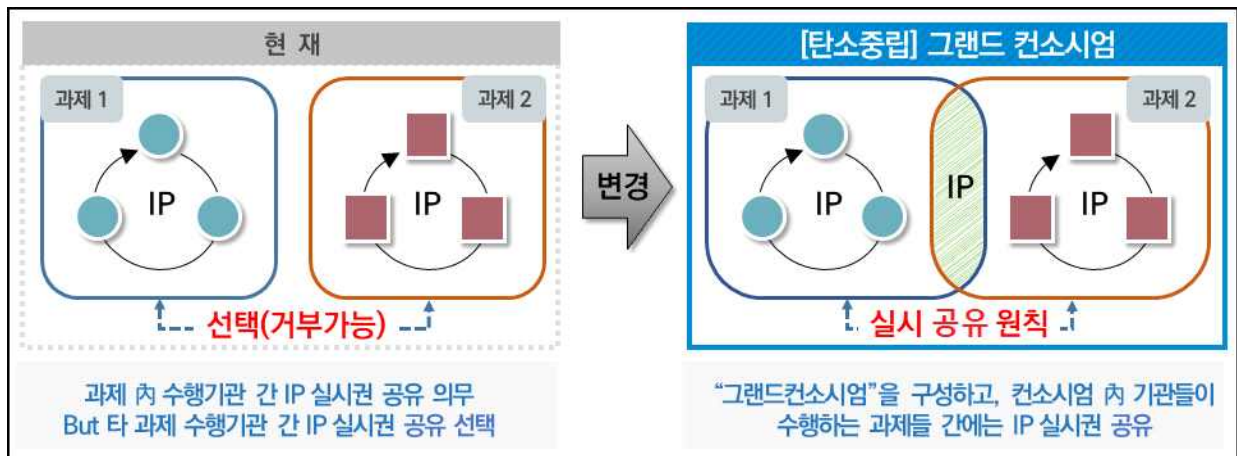 현 재
과제 1
과제 2
IP
IP
선택(거부가능)
과제 內 수행기관 간 IP 실시권 공유 의무
But 타 과제 수행기관 간 IP 실시권 공유 선택
변경
[탄소중립] 그랜드 컨소시엄
과제 1
과제 2
IP
IP
IP
실시 공유 원칙
“그랜드컨소시엄”을 구성하고, 컨소시엄 內 기관들이
수행하는 과제들 간에는 IP 실시권 공유